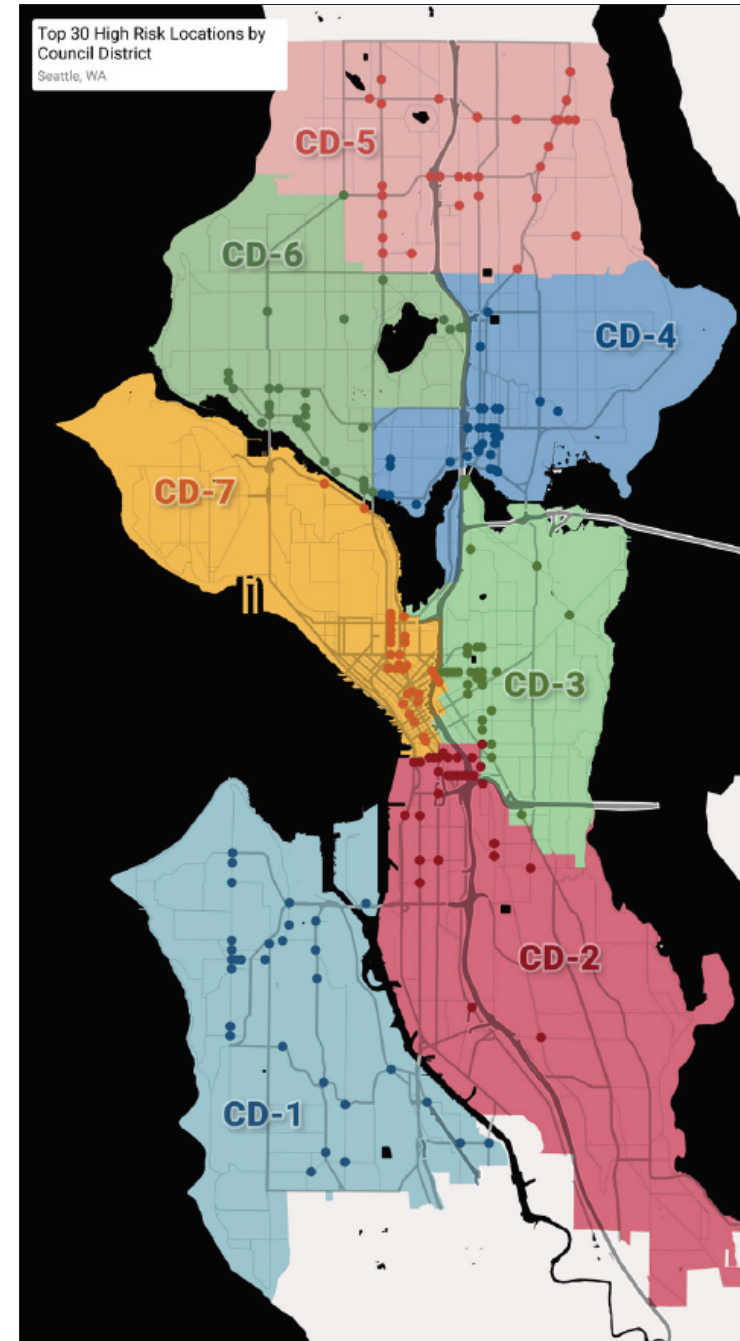 Top 30 High Risk Locations by
Council District
Seattle, WA
CD-5
CD-6
CD-4
CD-7
CD-3
CD-2
CD-1